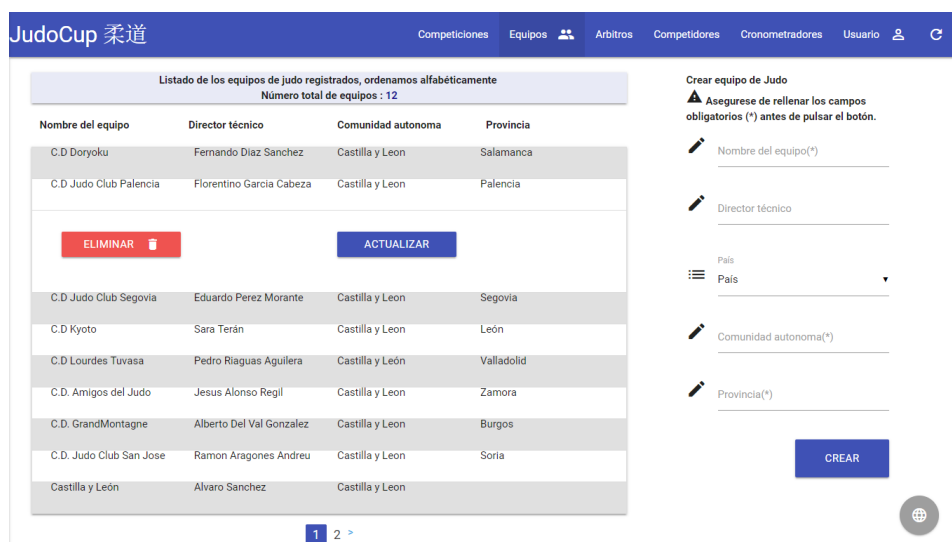 JudoCup 柔道
Competiciones Equipos Arbitros Competidores Cronometradores Usuario
Listado de los equipos de judo registrados, ordenamos alfabéticamente
Número total de equipos : 12
Nombre del equipo Director técnico Comunidad autonoma Provincia
C.D Doryoku Fernando Diaz Sanchez Castilla y Leon Salamanca
C.D Judo Club Palencia Florentino Garcia Cabeza Castilla y Leon Palencia
ELIMINAR ACTUALIZAR
C.D Judo Club Segovia Eduardo Perez Morante Castilla y Leon Segovia
C.D Kyoto Sara Terán Castilla y Leon León
C.D Lourdes Tuvasa Pedro Riaguas Aguilera Castilla y León Valladolid
C.D. Amigos del Judo Jesus Alonso Regil Castilla y Leon Zamora
C.D. GrandMontagne Alberto Del Val Gonzalez Castilla y Leon Burgos
C.D. Judo Club San Jose Ramon Aragones Andreu Castilla y Leon Soria
Castilla y León Alvaro Sanchez Castilla y Leon
1 2 >
Crear equipo de Judo
Asegurese de rellenar los campos
obligatorios (*) antes de pulsar el botón.
Nombre del equipo(*)
Director técnico
País
País
Comunidad autonoma(*)
Provincia(*)
CREAR